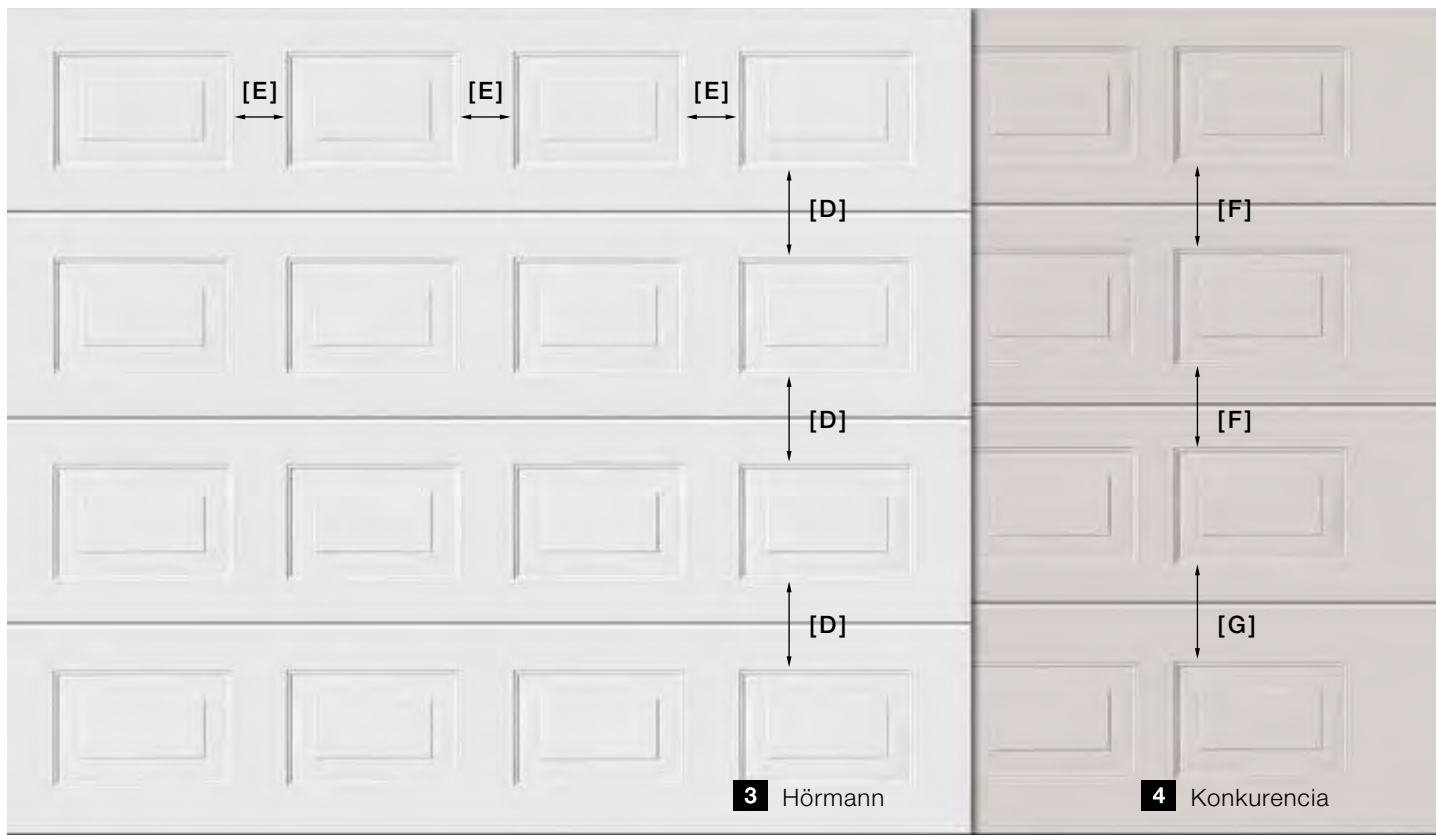 [E] [E] [E]
[D] [F]
[D] [F]
[D] [G]
3 Hörmann 4 Konkurencia